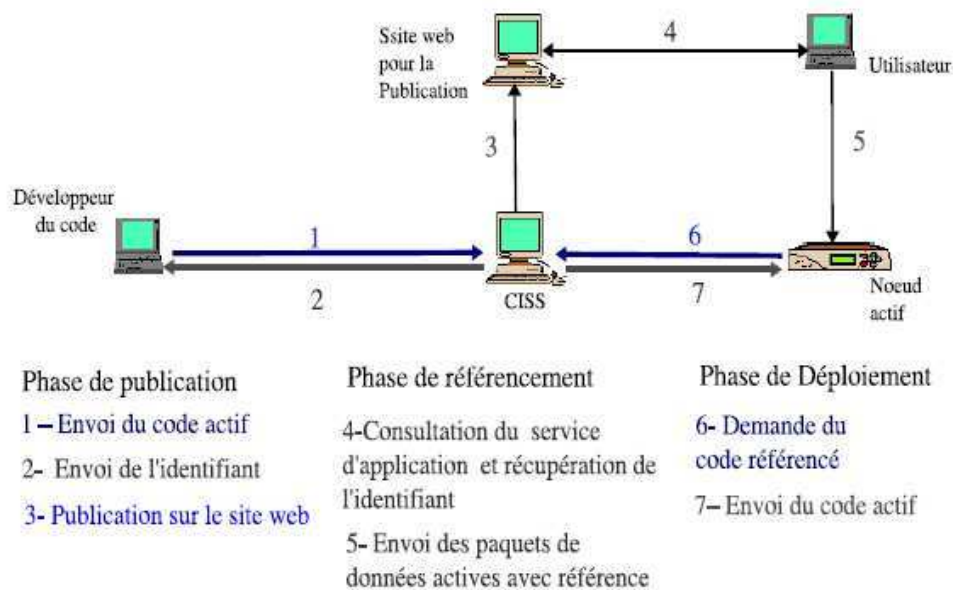 Ssite web
pour la
Publication
4
Utilisateur
3
5
Développeur
du code
1
2
CISS
6
7
Noeud
actif
Phase de publication
1 – Envoi du code actif
2- Envoi de l'identifiant
3- Publication sur le site web
Phase de référencement
4-Consultation du service
d'application et récupération de
l'identifiant
5- Envoi des paquets de
données actives avec référence
Phase de Déploiement
6- Demande du
code référencé
7– Envoi du code actif